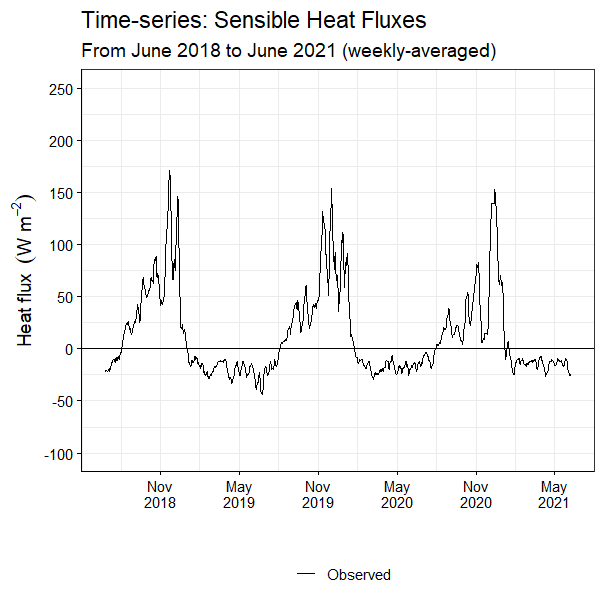 Time-series: Sensible Heat Fluxes
From June 2018 to June 2021 (weekly-averaged)
Heat flux (W m⁻²)
250
200
150
100
50
0
-50
-100
Nov 2018
May 2019
Nov 2019
May 2020
Nov 2020
May 2021
Observed